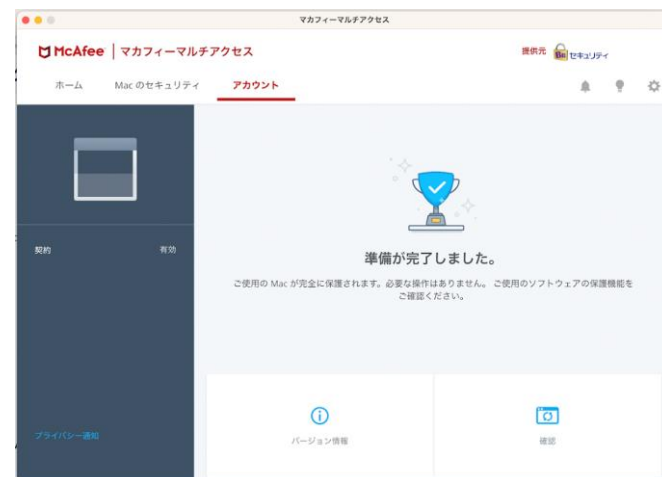 マカフィーマルチアクセス
McAfee | マカフィーマルチアクセス
提供元
セキュリティ
ホーム
Mac のセキュリティ
アカウント
契約
有効
準備が完了しました。
ご使用の Mac が完全に保護されます。必要な操作はありません。 ご使用のソフトウェアの保護機能を
ご確認ください。
プライバシー通知
バージョン情報
確認